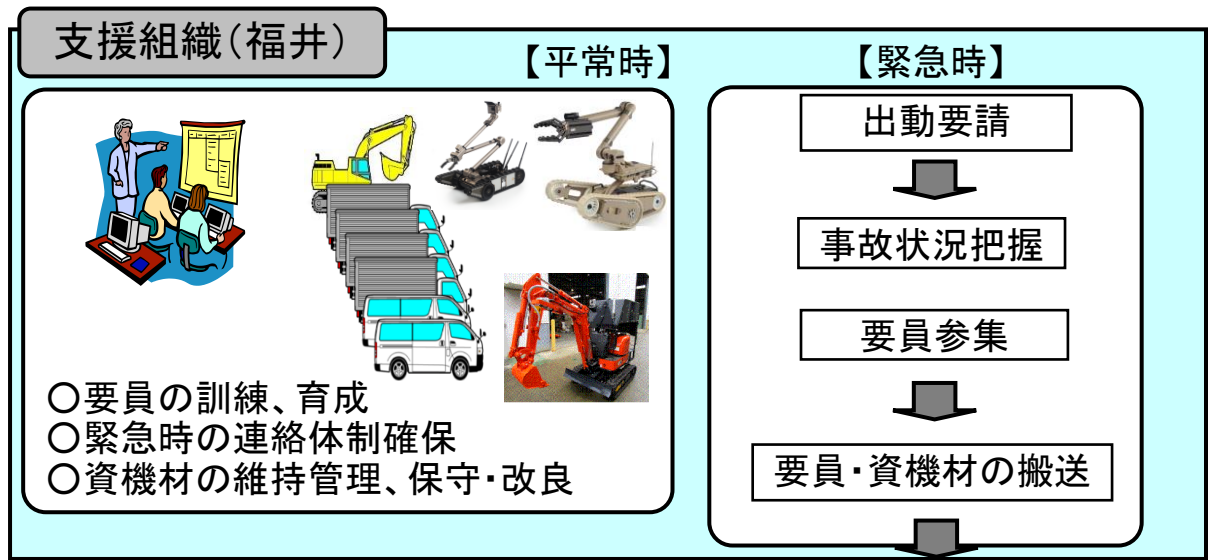 支援組織（福井）
【平常時】
○要員の訓練、育成
○緊急時の連絡体制確保
○資機材の維持管理、保守・改良
【緊急時】
出動要請
事故状況把握
要員参集
要員・資機材の搬送